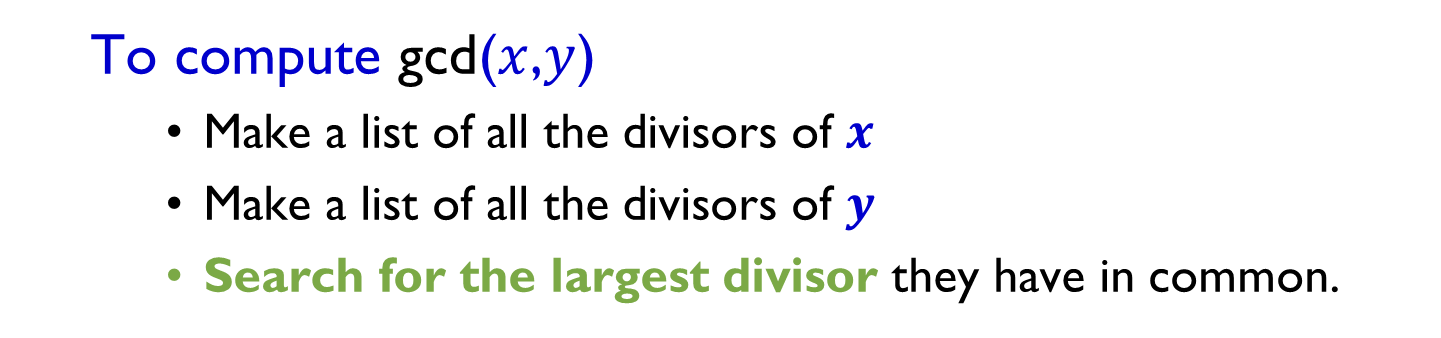 To compute gcd(x,y)
• Make a list of all the divisors of x
• Make a list of all the divisors of y
• Search for the largest divisor they have in common.